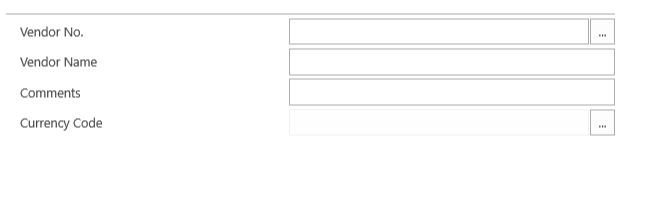 Vendor No.
...
Vendor Name
Comments
Currency Code
...